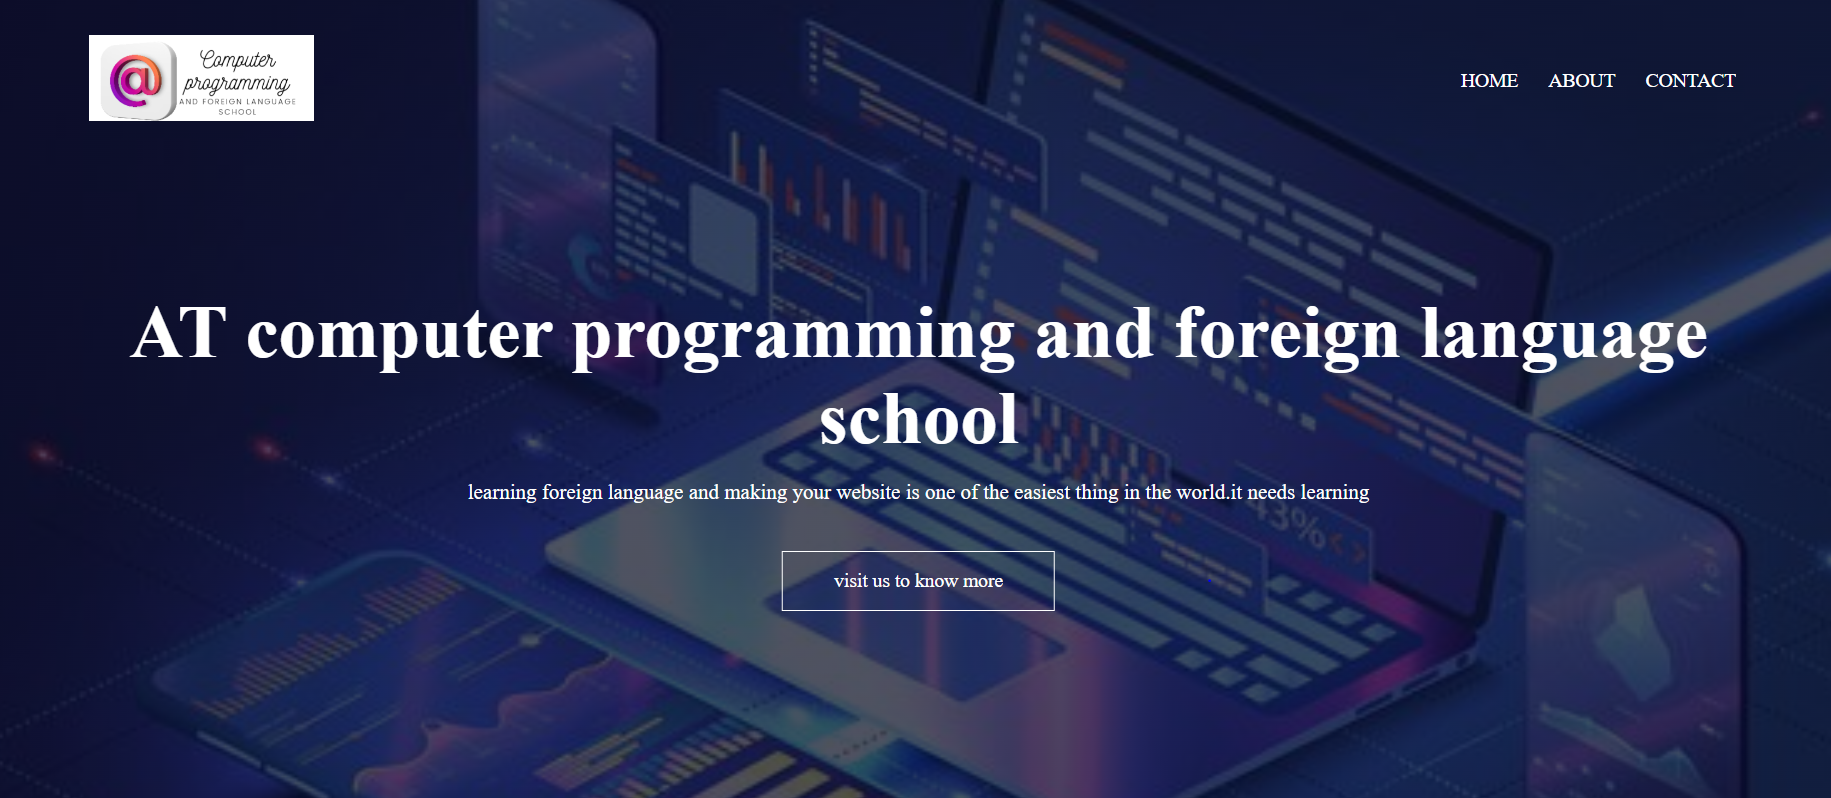 Computer
programming
AND FOREIGN LANGUAGE
SCHOOL
HOME ABOUT CONTACT
AT computer programming and foreign language
school
learning foreign language and making your website is one of the easiest thing in the world.it needs learning
43% < >
visit us to know more